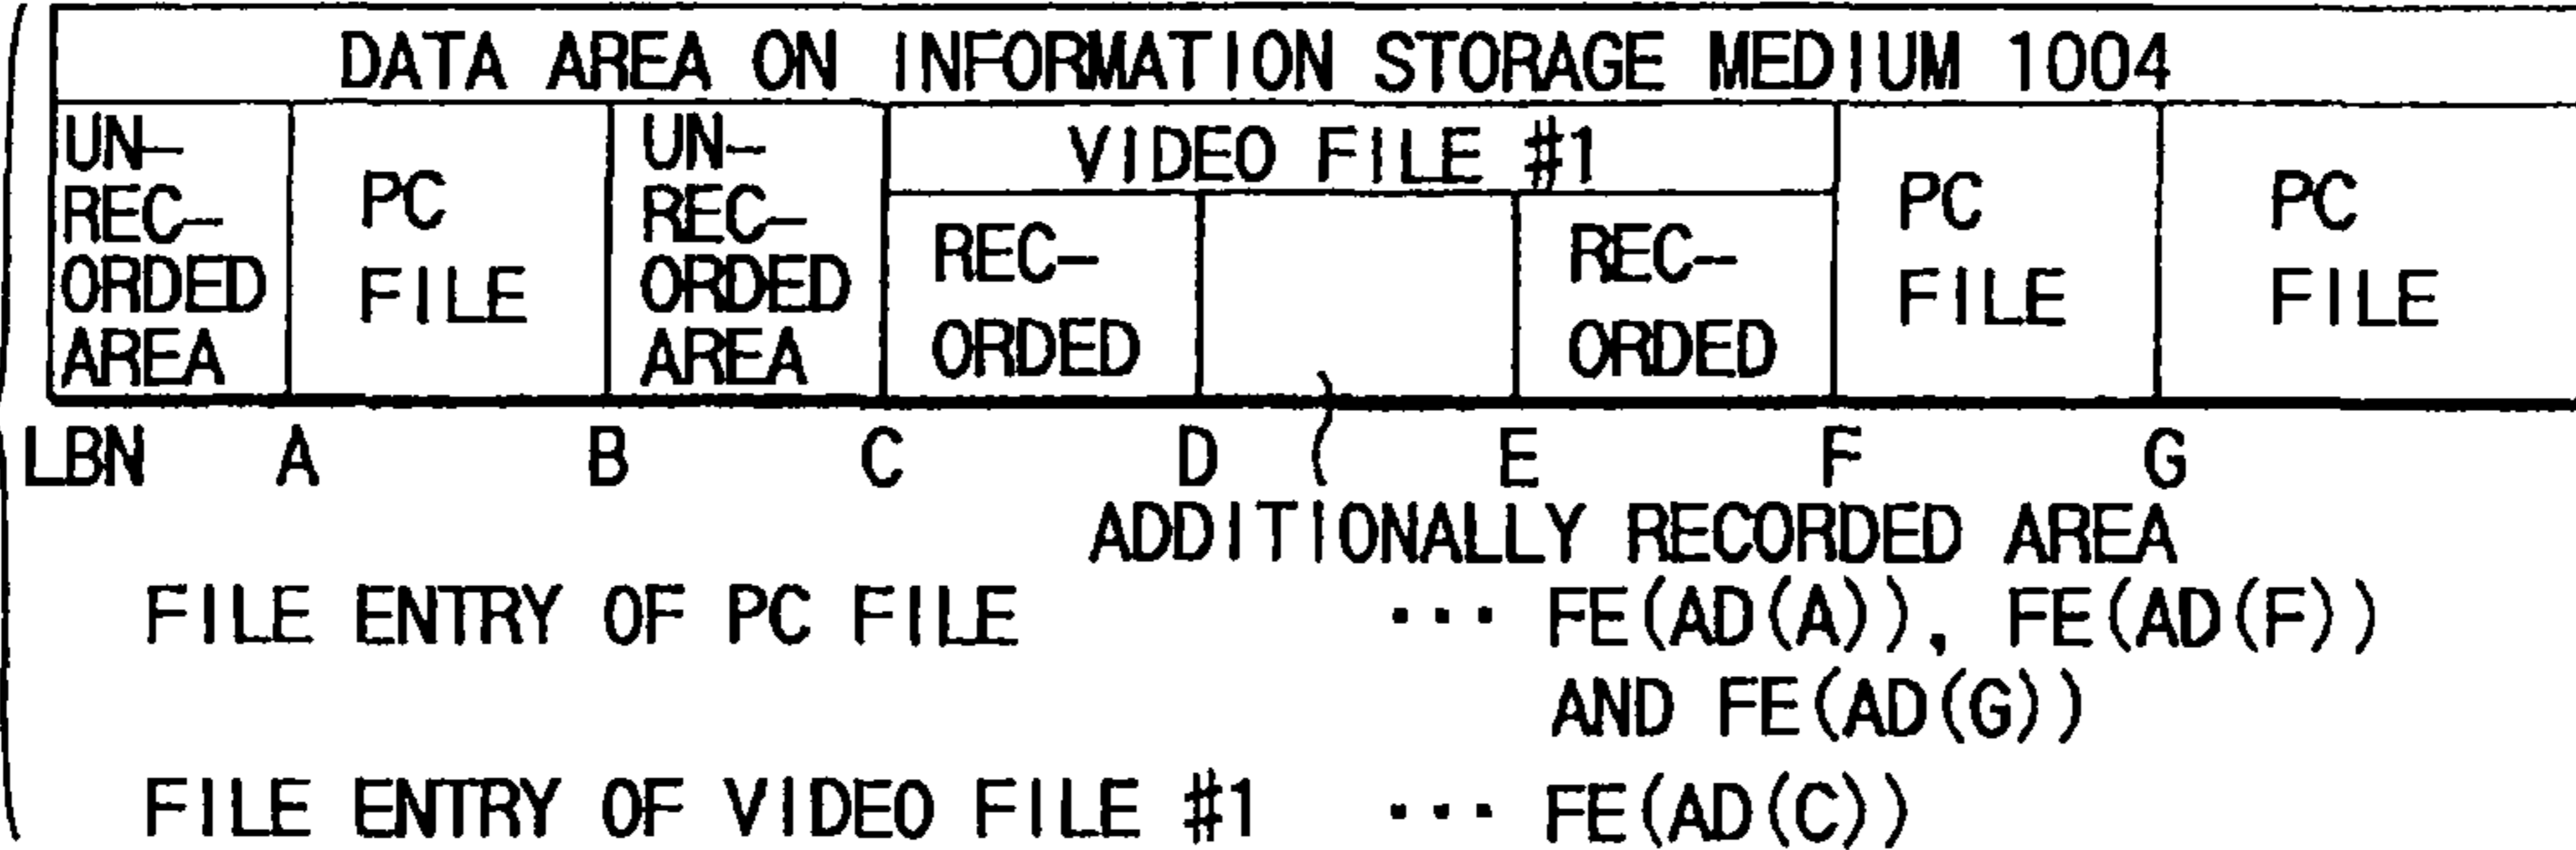 DATA AREA ON INFORMATION STORAGE MEDIUM 1004
UN-
REC-
ORDED
AREA
PC
FILE
UN-
REC-
ORDED
AREA
VIDEO FILE #1
REC-
ORDED
REC-
ORDED
PC
FILE
PC
FILE
LBN A B C D E F G
ADDITIONALLY RECORDED AREA
FILE ENTRY OF PC FILE ··· FE(AD(A)), FE(AD(F))
AND FE(AD(G))
FILE ENTRY OF VIDEO FILE #1 ··· FE(AD(C))